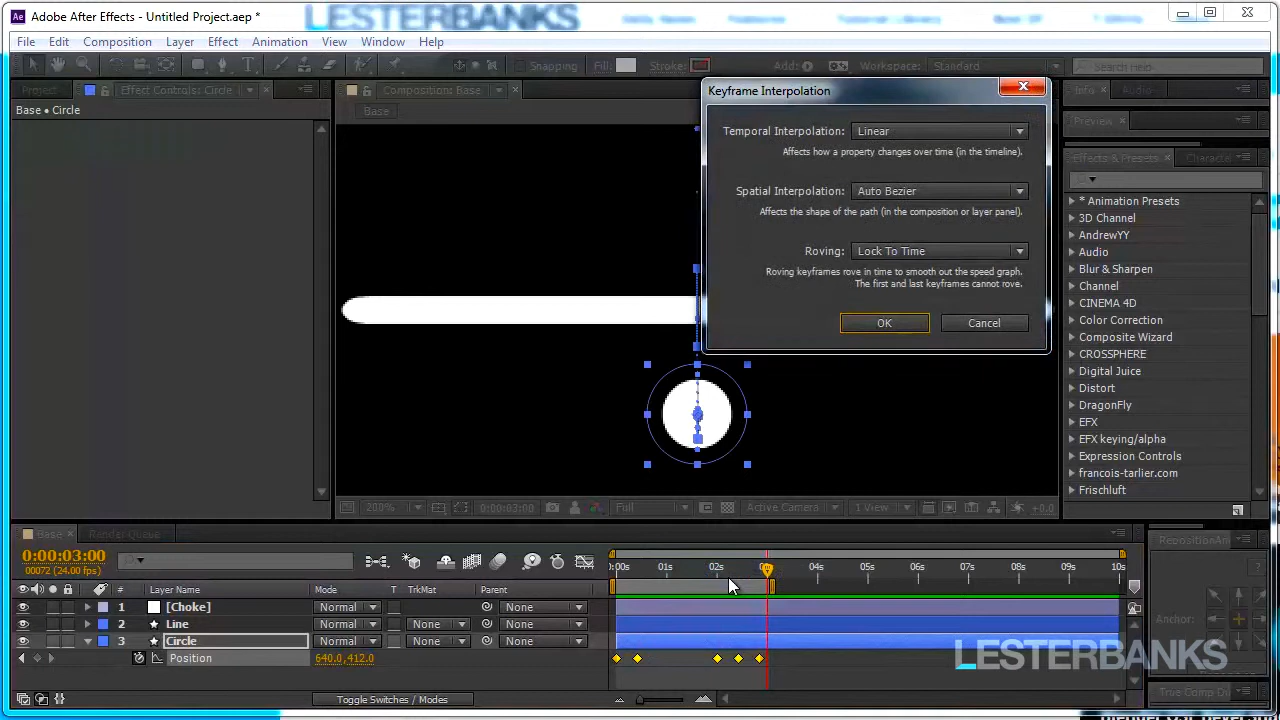 Adobe After Effects - Untitled Project.aep *
LESTERBANKS
File Edit Composition Layer Effect Animation View Window Help
Snapping Fill: Stroke: Add: Workspace: Standard Search Help
Project Effect Controls: Circle Composition: Base Info Audio
Base • Circle
Base
Keyframe Interpolation
Temporal Interpolation: Linear
Affects how a property changes over time (in the timeline).
Spatial Interpolation: Auto Bezier
Affects the shape of the path (in the composition or layer panel).
Roving: Lock To Time
Roving keyframes rove in time to smooth out the speed graph.
The first and last keyframes cannot rove.
OK Cancel
Preview
Effects & Presets Characte
* Animation Presets
3D Channel
AndrewYY
Audio
Blur & Sharpen
Channel
CINEMA 4D
Color Correction
Composite Wizard
CROSSPHERE
Digital Juice
Distort
DragonFly
EFX
EFX keying/alpha
Expression Controls
francois-tarlier.com
Frischluft
200% 0:00:03:00 Full Active Camera 1 View +0.0
Base Render Queue
0:00:03:00
00072 (24.00 fps)
:00s 01s 02s 04s 05s 06s 07s 08s 09s 10s
# Layer Name Mode T TrkMat Parent
1 [Choke] Normal None
2 Line Normal None None
3 Circle Normal None None
Position 640.0,412.0
Toggle Switches / Modes
RepositionAn
Anchor:
True Comp Du
LESTERBANKS